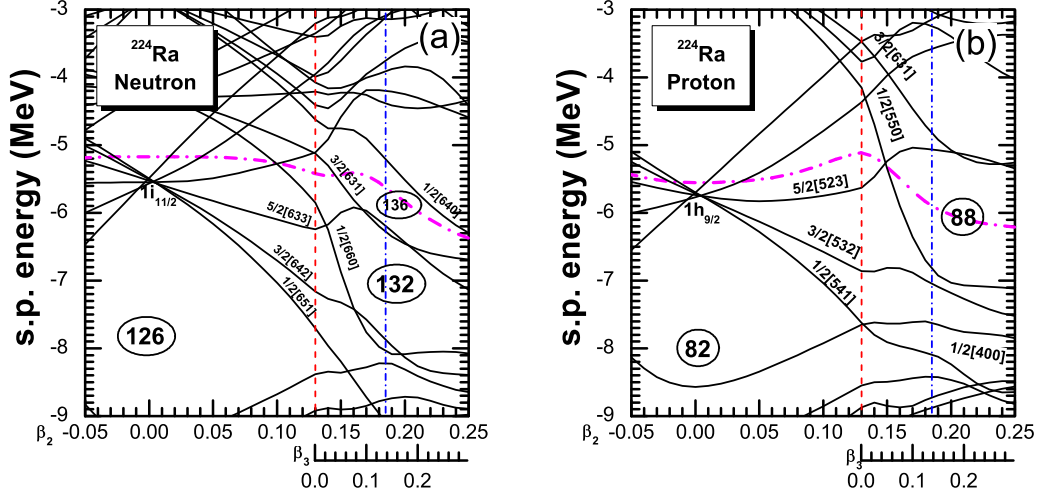 (a)
224Ra
Neutron
s.p. energy (MeV)
-3
-4
-5
-6
-7
-8
-9
1i11/2
126
132
136
5/2[633]
3/2[642]
1/2[651]
3/2[631]
1/2[660]
1/2[640]
β2 -0.05 0.00 0.05 0.10 0.15 0.20 0.25
β3
0.0 0.1 0.2
(b)
224Ra
Proton
s.p. energy (MeV)
-3
-4
-5
-6
-7
-8
-9
1h9/2
82
88
3/2[631]
1/2[550]
5/2[523]
3/2[532]
1/2[541]
1/2[400]
β2 -0.05 0.00 0.05 0.10 0.15 0.20 0.25
β3
0.0 0.1 0.2